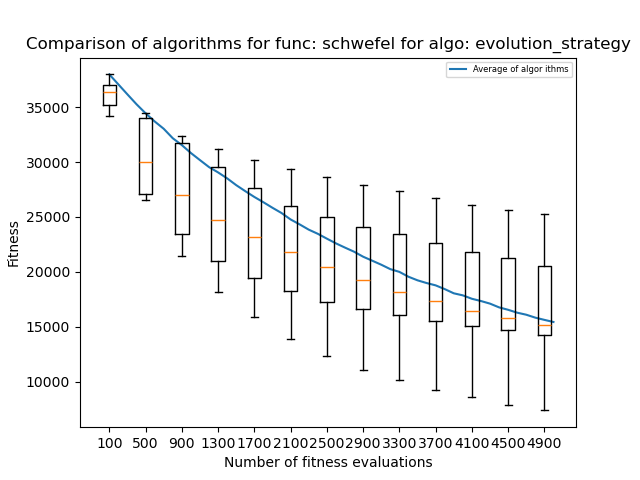 Comparison of algorithms for func: schwefel for algo: evolution_strategy
Average of algor ithms
Fitness
35000
30000
25000
20000
15000
10000
100 500 900 1300 1700 2100 2500 2900 3300 3700 4100 4500 4900
Number of fitness evaluations